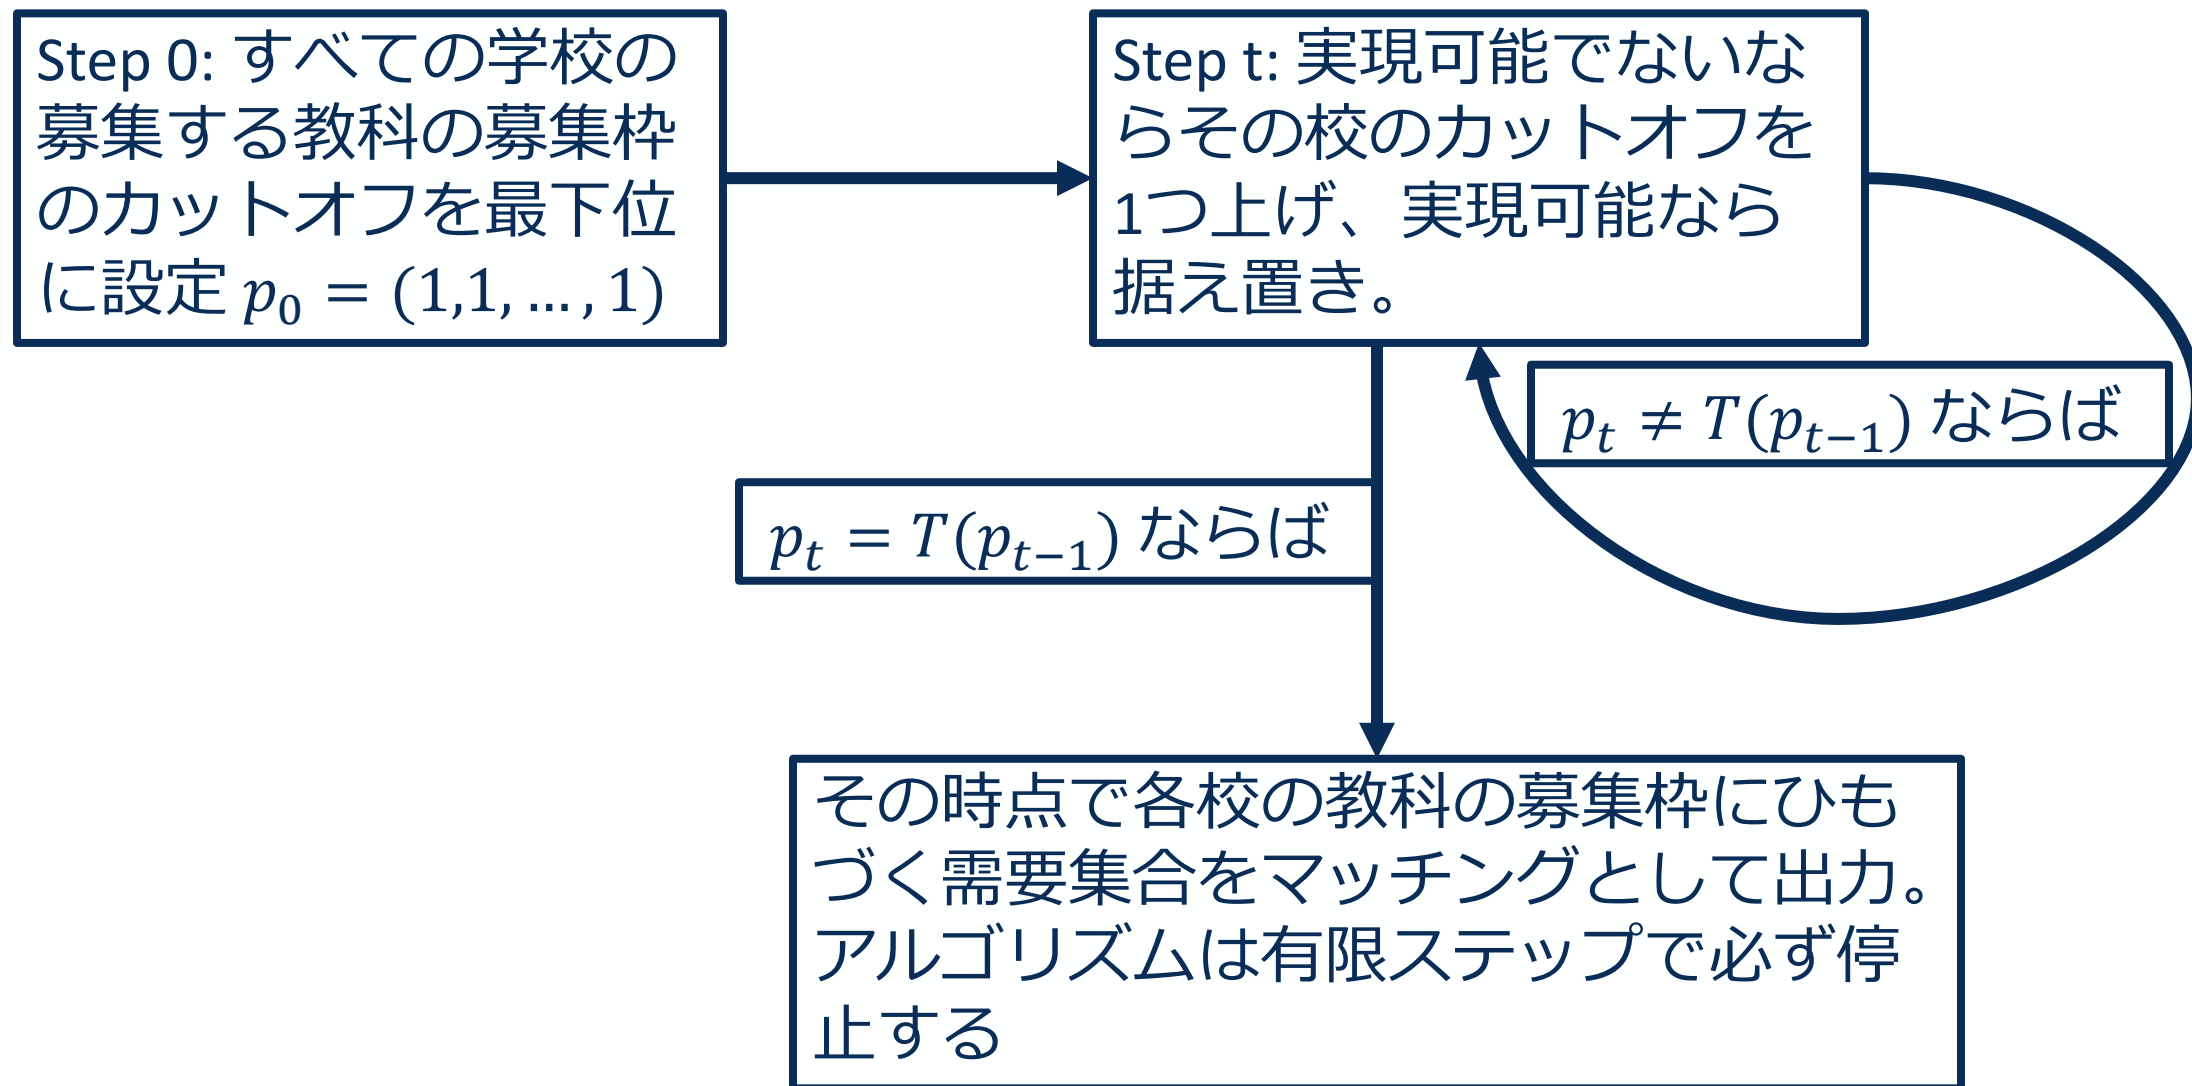 Step 0: すべての学校の
募集する教科の募集枠
のカットオフを最下位
に設定 p₀ = (1,1, … , 1)
Step t: 実現可能でないな
らその校のカットオフを
1つ上げ、実現可能なら
据え置き。
pₜ ≠ T(pₜ₋₁) ならば
pₜ = T(pₜ₋₁) ならば
その時点で各校の教科の募集枠にひも
づく需要集合をマッチングとして出力。
アルゴリズムは有限ステップで必ず停
止する